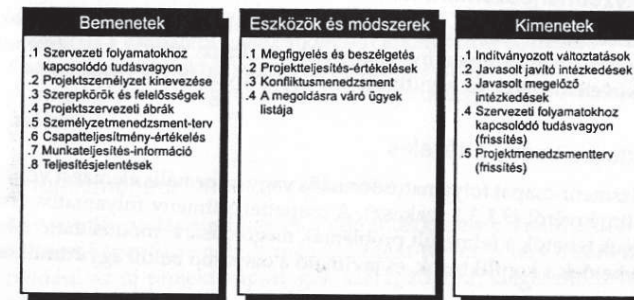 Bemenetek
.1 Szervezeti folyamatokhoz
kapcsolódó tudásvagyon
.2 Projektszemélyzet kinevezése
.3 Szerepkörök és felelősségek
.4 Projektszervezeti ábrák
.5 Személyzetmenedzsment-terv
.6 Csapatteljesítmény-értékelés
.7 Munkateljesítés-információ
.8 Teljesítésjelentések
Eszközök és módszerek
.1 Megfigyelés és beszélgetés
.2 Projektteljesítés-értékelések
.3 Konfliktusmenedzsment
.4 A megoldásra váró ügyek
listája
Kimenetek
.1 Indítványozott változtatások
.2 Javasolt javító intézkedések
.3 Javasolt megelőző
intézkedések
.4 Szervezeti folyamatokhoz
kapcsolódó tudásvagyon
(frissítés)
.5 Projektmenedzsmentterv
(frissítés)